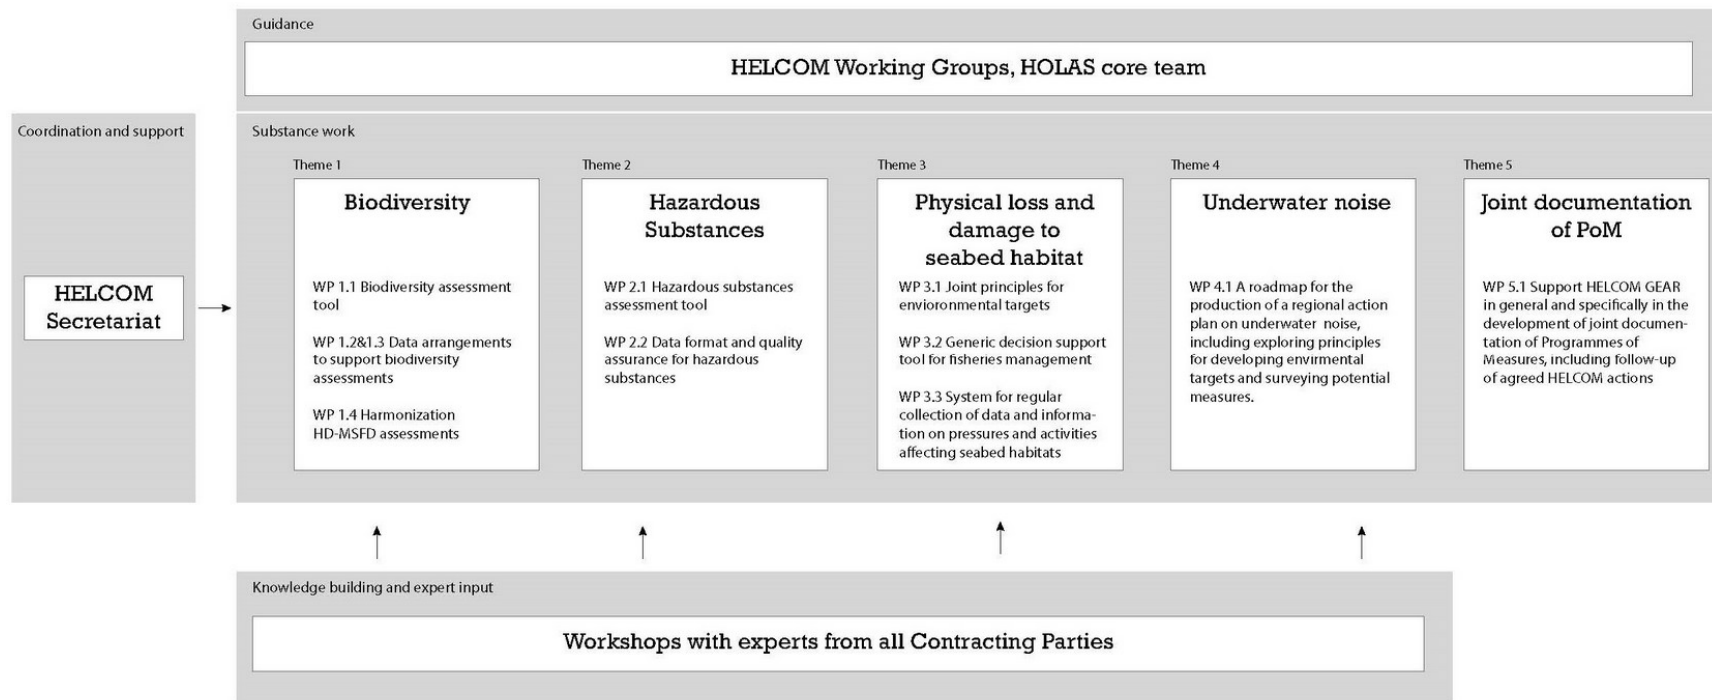 Guidance
HELCOM Working Groups, HOLAS core team
Coordination and support
HELCOM
Secretariat
Substance work
Theme 1
Biodiversity
WP 1.1 Biodiversity assessment
tool
WP 1.2&1.3 Data arrangements
to support biodiversity
assessments
WP 1.4 Harmonization
HD-MSFD assessments
Theme 2
Hazardous
Substances
WP 2.1 Hazardous substances
assessment tool
WP 2.2 Data format and quality
assurance for hazardous
substances
Theme 3
Physical loss and
damage to
seabed habitat
WP 3.1 Joint principles for
envioronmental targets
WP 3.2 Generic decision support
tool for fisheries management
WP 3.3 System for regular
collection of data and informa-
tion on pressures and activities
affecting seabed habitats
Theme 4
Underwater noise
WP 4.1 A roadmap for the
production of a regional action
plan on underwater noise,
including exploring principles
for developing envirmental
targets and surveying potential
measures.
Theme 5
Joint documentation
of PoM
WP 5.1 Support HELCOM GEAR
in general and specifically in the
development of joint documen-
tation of Programmes of
Measures, including follow-up
of agreed HELCOM actions
Knowledge building and expert input
Workshops with experts from all Contracting Parties